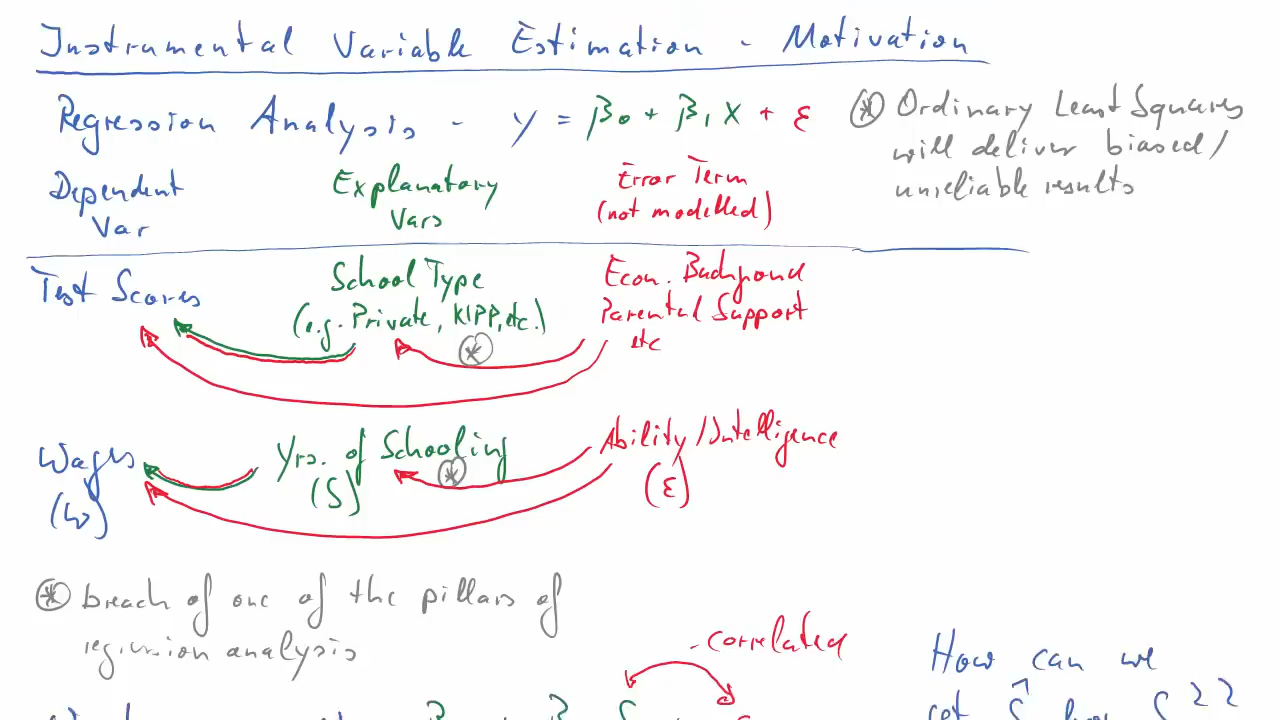 Instrumental Variable Estimation - Motivation
Regression Analysis - y = β0 + β1 X + ε
Dependent Var
Explanatory Vars
Error Term
(not modelled)
⊛ Ordinary Least Squares
will deliver biased/
unreliable results
Test Scores
School Type
(e.g. Private, KIPP, etc.)
Econ. Background
Parental Support
etc
⊛
Wages
(W)
Yrs. of Schooling
(S)
Ability/Intelligence
(ε)
⊛
⊛ breach of one of the pillars of
regression analysis
correlated
How can we